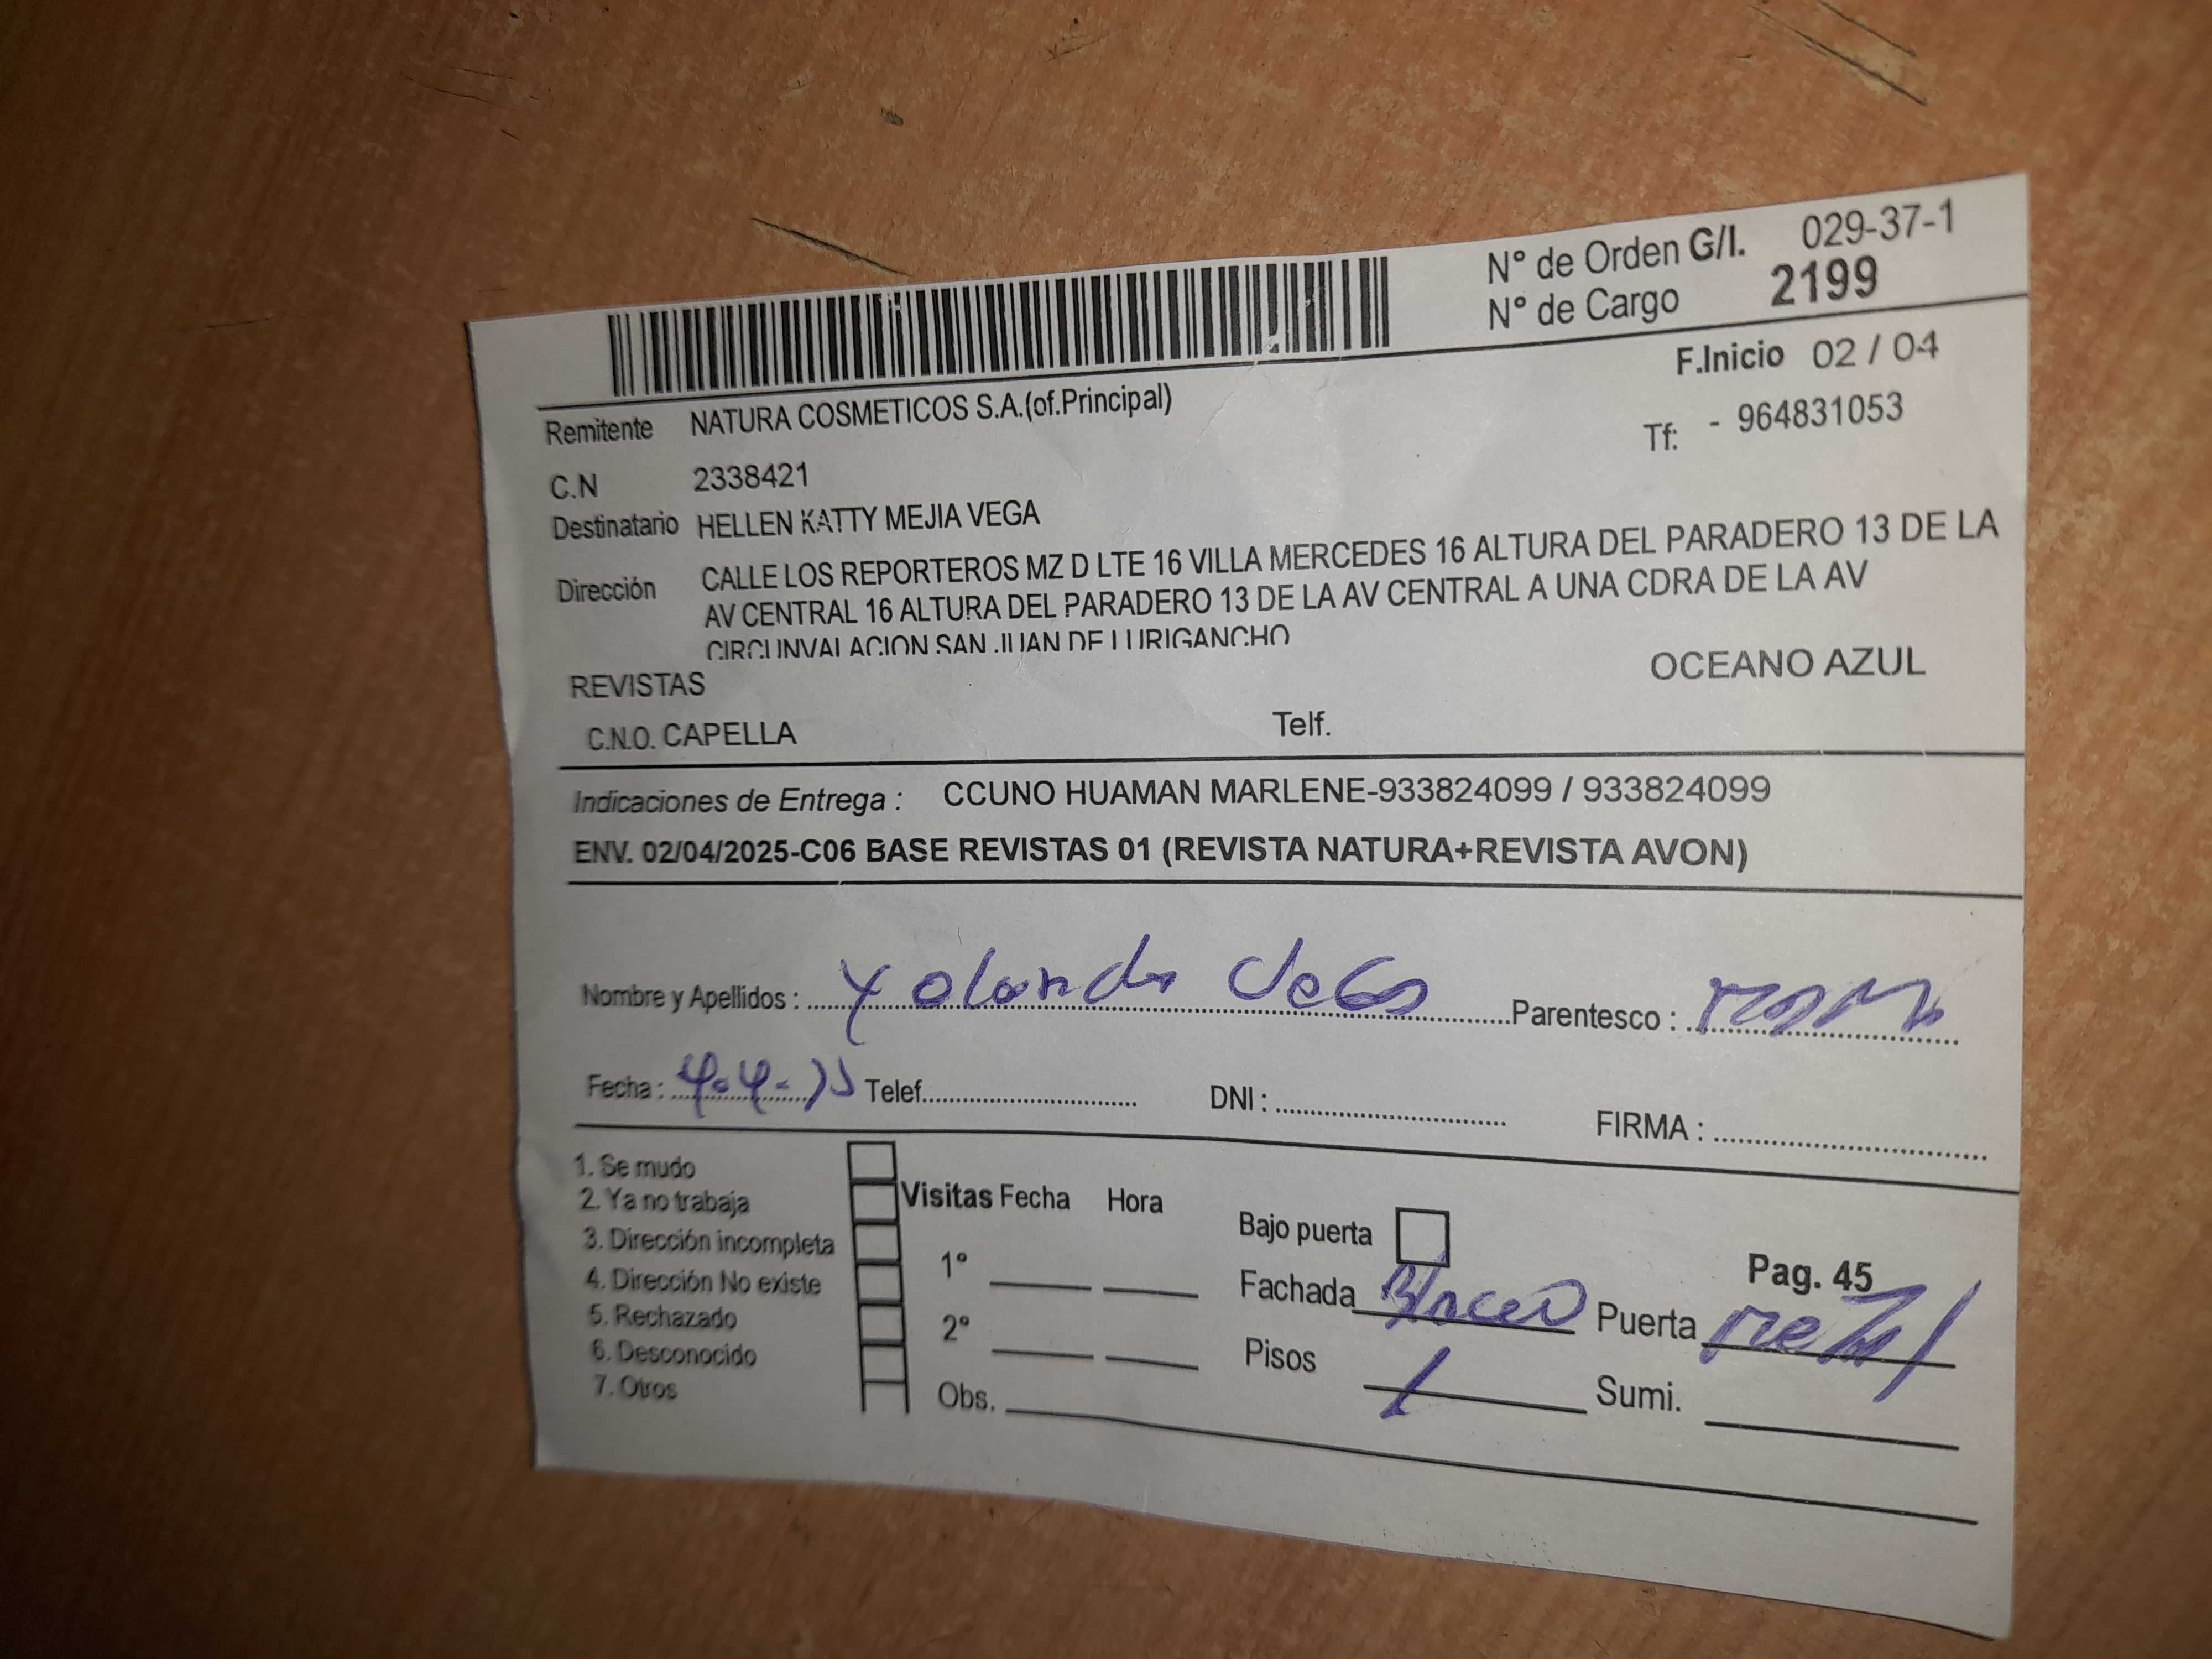 N° de Orden G/I. 029-37-1
N° de Cargo 2199
F.Inicio 02 / 04
Remitente NATURA COSMETICOS S.A.(of.Principal)
Tf: - 964831053
C.N 2338421
Destinatario HELLEN KATTY MEJIA VEGA
Dirección CALLE LOS REPORTEROS MZ D LTE 16 VILLA MERCEDES 16 ALTURA DEL PARADERO 13 DE LA
AV CENTRAL 16 ALTURA DEL PARADERO 13 DE LA AV CENTRAL A UNA CDRA DE LA AV
CIRCUNVALACION SAN JUAN DE LURIGANCHO
REVISTAS OCEANO AZUL
C.N.O. CAPELLA Telf.
Indicaciones de Entrega : CCUNO HUAMAN MARLENE-933824099 / 933824099
ENV. 02/04/2025-C06 BASE REVISTAS 01 (REVISTA NATURA+REVISTA AVON)
Nombre y Apellidos : Yolanda Vega Parentesco :
Fecha : 4-4-25 Telef. DNI : FIRMA :
1. Se mudo
2. Ya no trabaja
3. Dirección incompleta
4. Dirección No existe
5. Rechazado
6. Desconocido
7. Otros
Visitas Fecha Hora
1°
2°
Obs.
Bajo puerta
Pag. 45
Fachada Blanco Puerta metal
Pisos 1 Sumi.